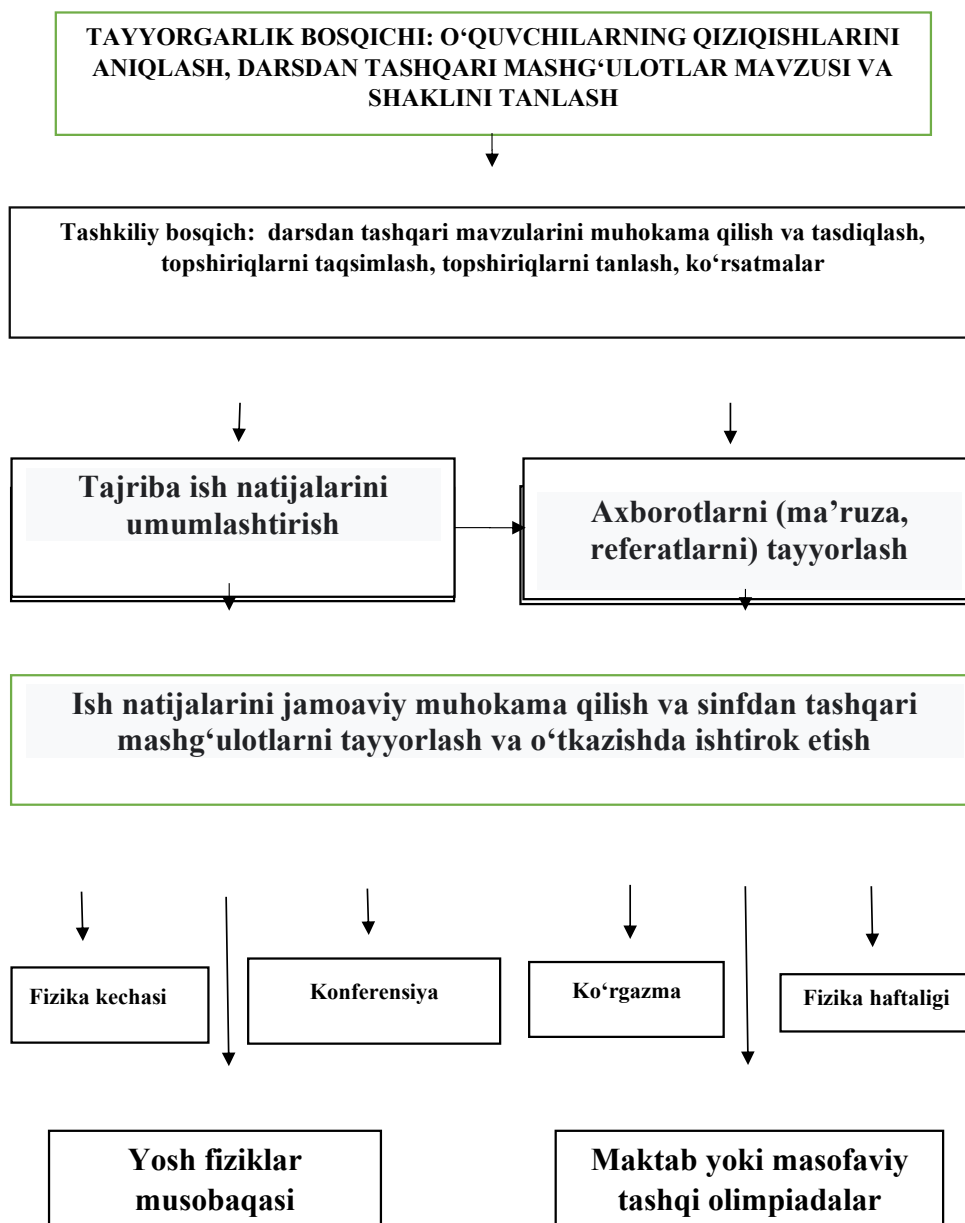 TAYYORGARLIK BOSQICHI: O‘QUVCHILARNING QIZIQISHLARINI
ANIQLASH, DARSDAN TASHQARI MASHG‘ULOTLAR MAVZUSI VA
SHAKLINI TANLASH
Tashkiliy bosqich: darsdan tashqari mavzularini muhokama qilish va tasdiqlash,
topshiriqlarni taqsimlash, topshiriqlarni tanlash, ko‘rsatmalar
Tajriba ish natijalarini
umumlashtirish
Axborotlarni (ma’ruza,
referatlarni) tayyorlash
Ish natijalarini jamoaviy muhokama qilish va sinfdan tashqari
mashg‘ulotlarni tayyorlash va o‘tkazishda ishtirok etish
Fizika kechasi
Konferensiya
Ko‘rgazma
Fizika haftaligi
Yosh fiziklar
musobaqasi
Maktab yoki masofaviy
tashqi olimpiadalar